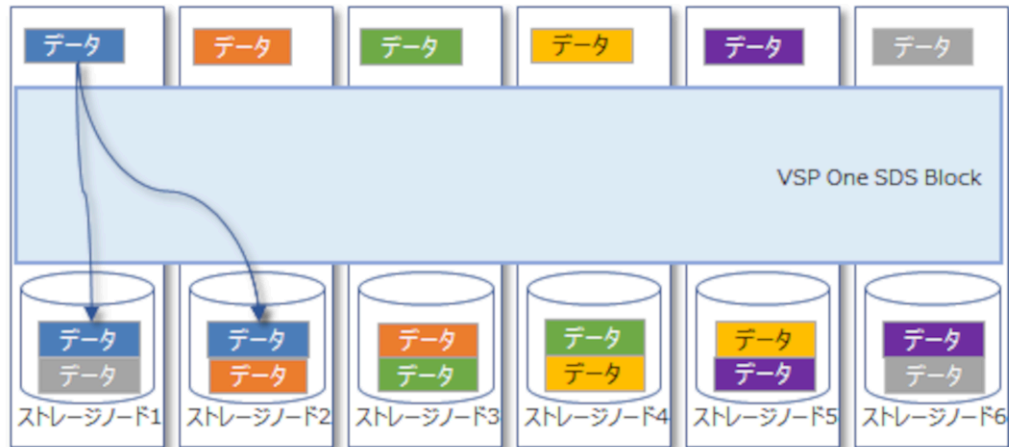 データ データ データ データ データ データ
VSP One SDS Block
データ データ データ データ データ データ
データ データ データ データ データ データ
ストレージノード1 ストレージノード2 ストレージノード3 ストレージノード4 ストレージノード5 ストレージノード6